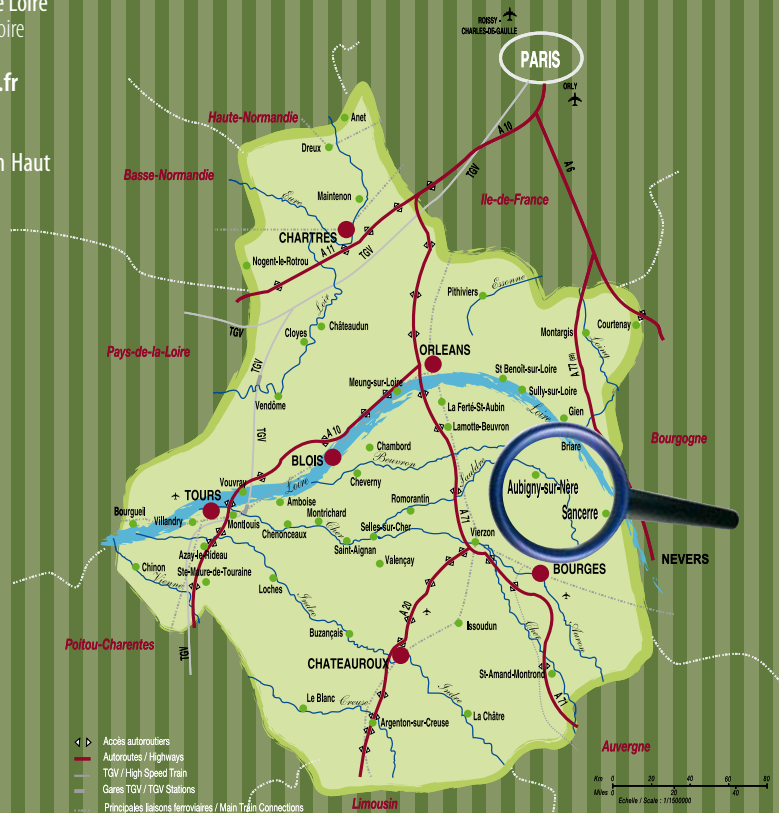 e Loire
oire
.fr
n Haut
ROISSY -
CHARLES-DE-GAULLE
PARIS
ORLY
Haute-Normandie
Anet
Dreux
A 10
TGV
A 6
Basse-Normandie
Eure
Maintenon
Ile-de-France
CHARTRES
A 11
TGV
Nogent-le-Rotrou
Pithiviers
Essonne
Loir
TGV
Cloyes
Châteaudun
Montargis
Courtenay
Loing
Pays-de-la-Loire
ORLEANS
A 77
TGV
Meung-sur-Loire
St Benoît-sur-Loire
Sully-sur-Loire
Vendôme
La Ferté-St-Aubin
Loire
Gien
TGV
A 10
Lamotte-Beuvron
Bourgogne
Chambord
Briare
BLOIS
Beuvron
Cheverny
Sauldre
Vouvray
Loire
Aubigny-sur-Nère
TOURS
Amboise
Romorantin
Bourgueil
Villandry
Montlouis
Montrichard
A 71
Sancerre
Chenonceaux
Cher
Selles-sur-Cher
Vierzon
Azay-le-Rideau
Saint-Aignan
NEVERS
Chinon
Vienne
Ste-Maure-de-Touraine
Valençay
BOURGES
Loches
Indre
A 20
Poitou-Charentes
TGV
Buzançais
Issoudun
Cher
Auron
CHATEAUROUX
St-Amand-Montrond
Le Blanc
Creuse
Indre
A 71
Argenton-sur-Creuse
La Châtre
Auvergne
Limousin
Accès autoroutiers
Autoroutes / Highways
TGV / High Speed Train
Gares TGV / TGV Stations
Principales liaisons ferroviaires / Main Train Connections
Km 0 20 40 60 80
Miles 0 10 20 30 40
Echelle / Scale : 1/1500000